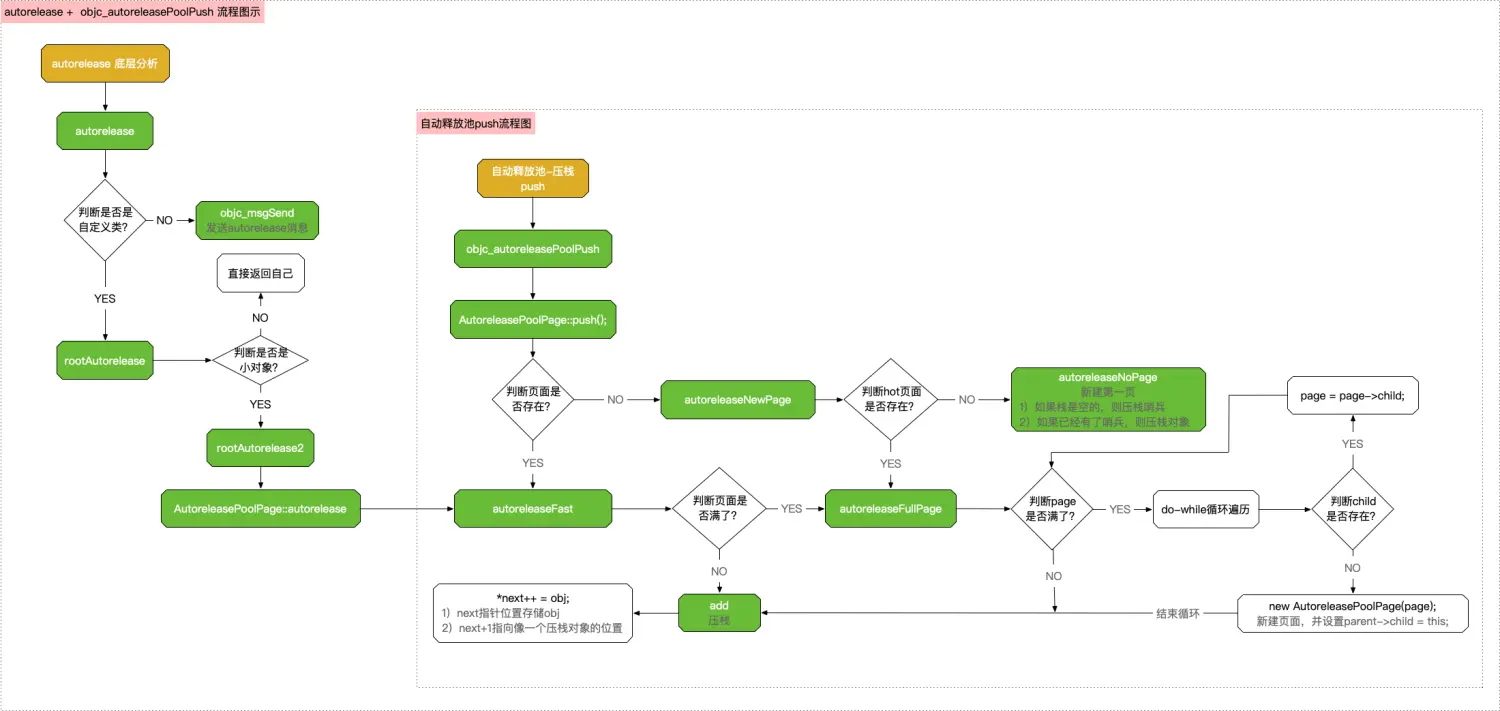 autorelease + objc_autoreleasePoolPush 流程图示
autorelease 底层分析
autorelease
判断是否是
自定义类?
NO
objc_msgSend
发送autorelease消息
YES
直接返回自己
NO
rootAutorelease
判断是否是
小对象?
YES
rootAutorelease2
AutoreleasePoolPage::autorelease
自动释放池push流程图
自动释放池-压栈
push
objc_autoreleasePoolPush
AutoreleasePoolPage::push();
判断页面是
否存在?
NO
autoreleaseNewPage
判断hot页面
是否存在?
NO
autoreleaseNoPage
新建第一页
1）如果栈是空的，则压栈哨兵
2）如果已经有了哨兵，则压栈对象
page = page->child;
YES
YES
YES
autoreleaseFast
判断页面是
否满了?
YES
autoreleaseFullPage
判断page
是否满了?
YES
do-while循环遍历
判断child
是否存在?
NO
NO
NO
*next++ = obj;
1）next指针位置存储obj
2）next+1指向像一个压栈对象的位置
add
压栈
结束循环
new AutoreleasePoolPage(page);
新建页面，并设置parent->child = this;